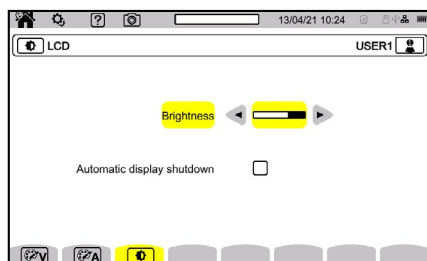 ?
13/04/21 10:24
LCD
USER1
Brightness
Automatic display shutdown
V
A